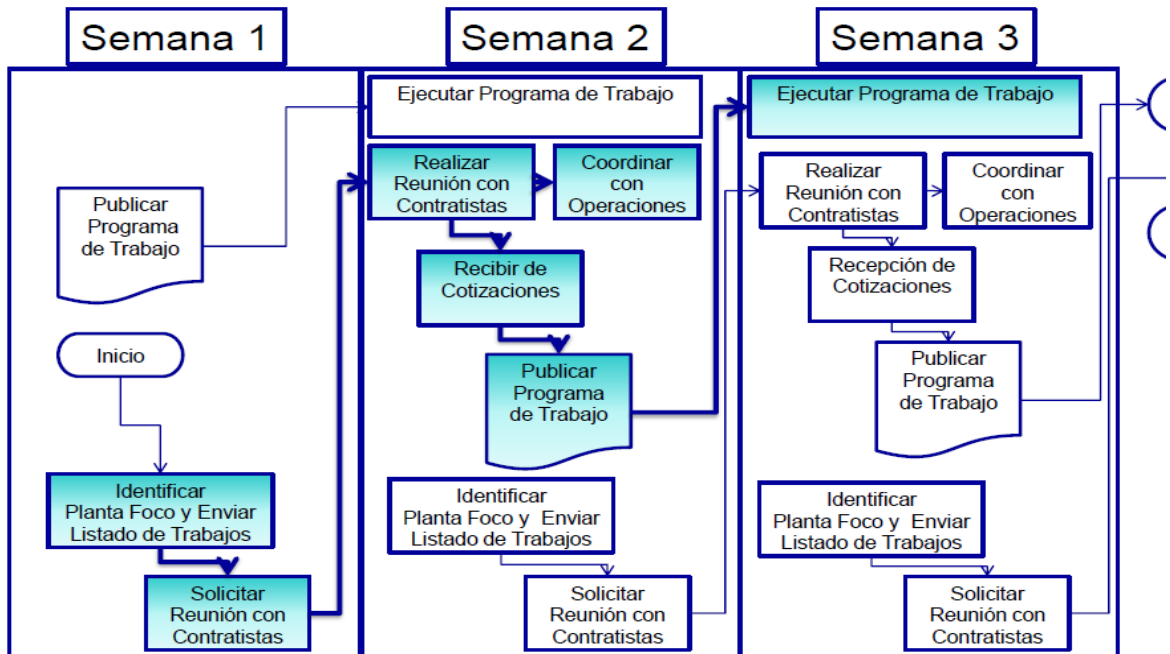 Semana 1
Publicar
Programa
de Trabajo
Inicio
Identificar
Planta Foco y Enviar
Listado de Trabajos
Solicitar
Reunión con
Contratistas
Semana 2
Ejecutar Programa de Trabajo
Realizar
Reunión con
Contratistas
Coordinar
con
Operaciones
Recibir de
Cotizaciones
Publicar
Programa
de Trabajo
Identificar
Planta Foco y Enviar
Listado de Trabajos
Solicitar
Reunión con
Contratistas
Semana 3
Ejecutar Programa de Trabajo
Realizar
Reunión con
Contratistas
Coordinar
con
Operaciones
Recepción de
Cotizaciones
Publicar
Programa
de Trabajo
Identificar
Planta Foco y Enviar
Listado de Trabajos
Solicitar
Reunión con
Contratistas